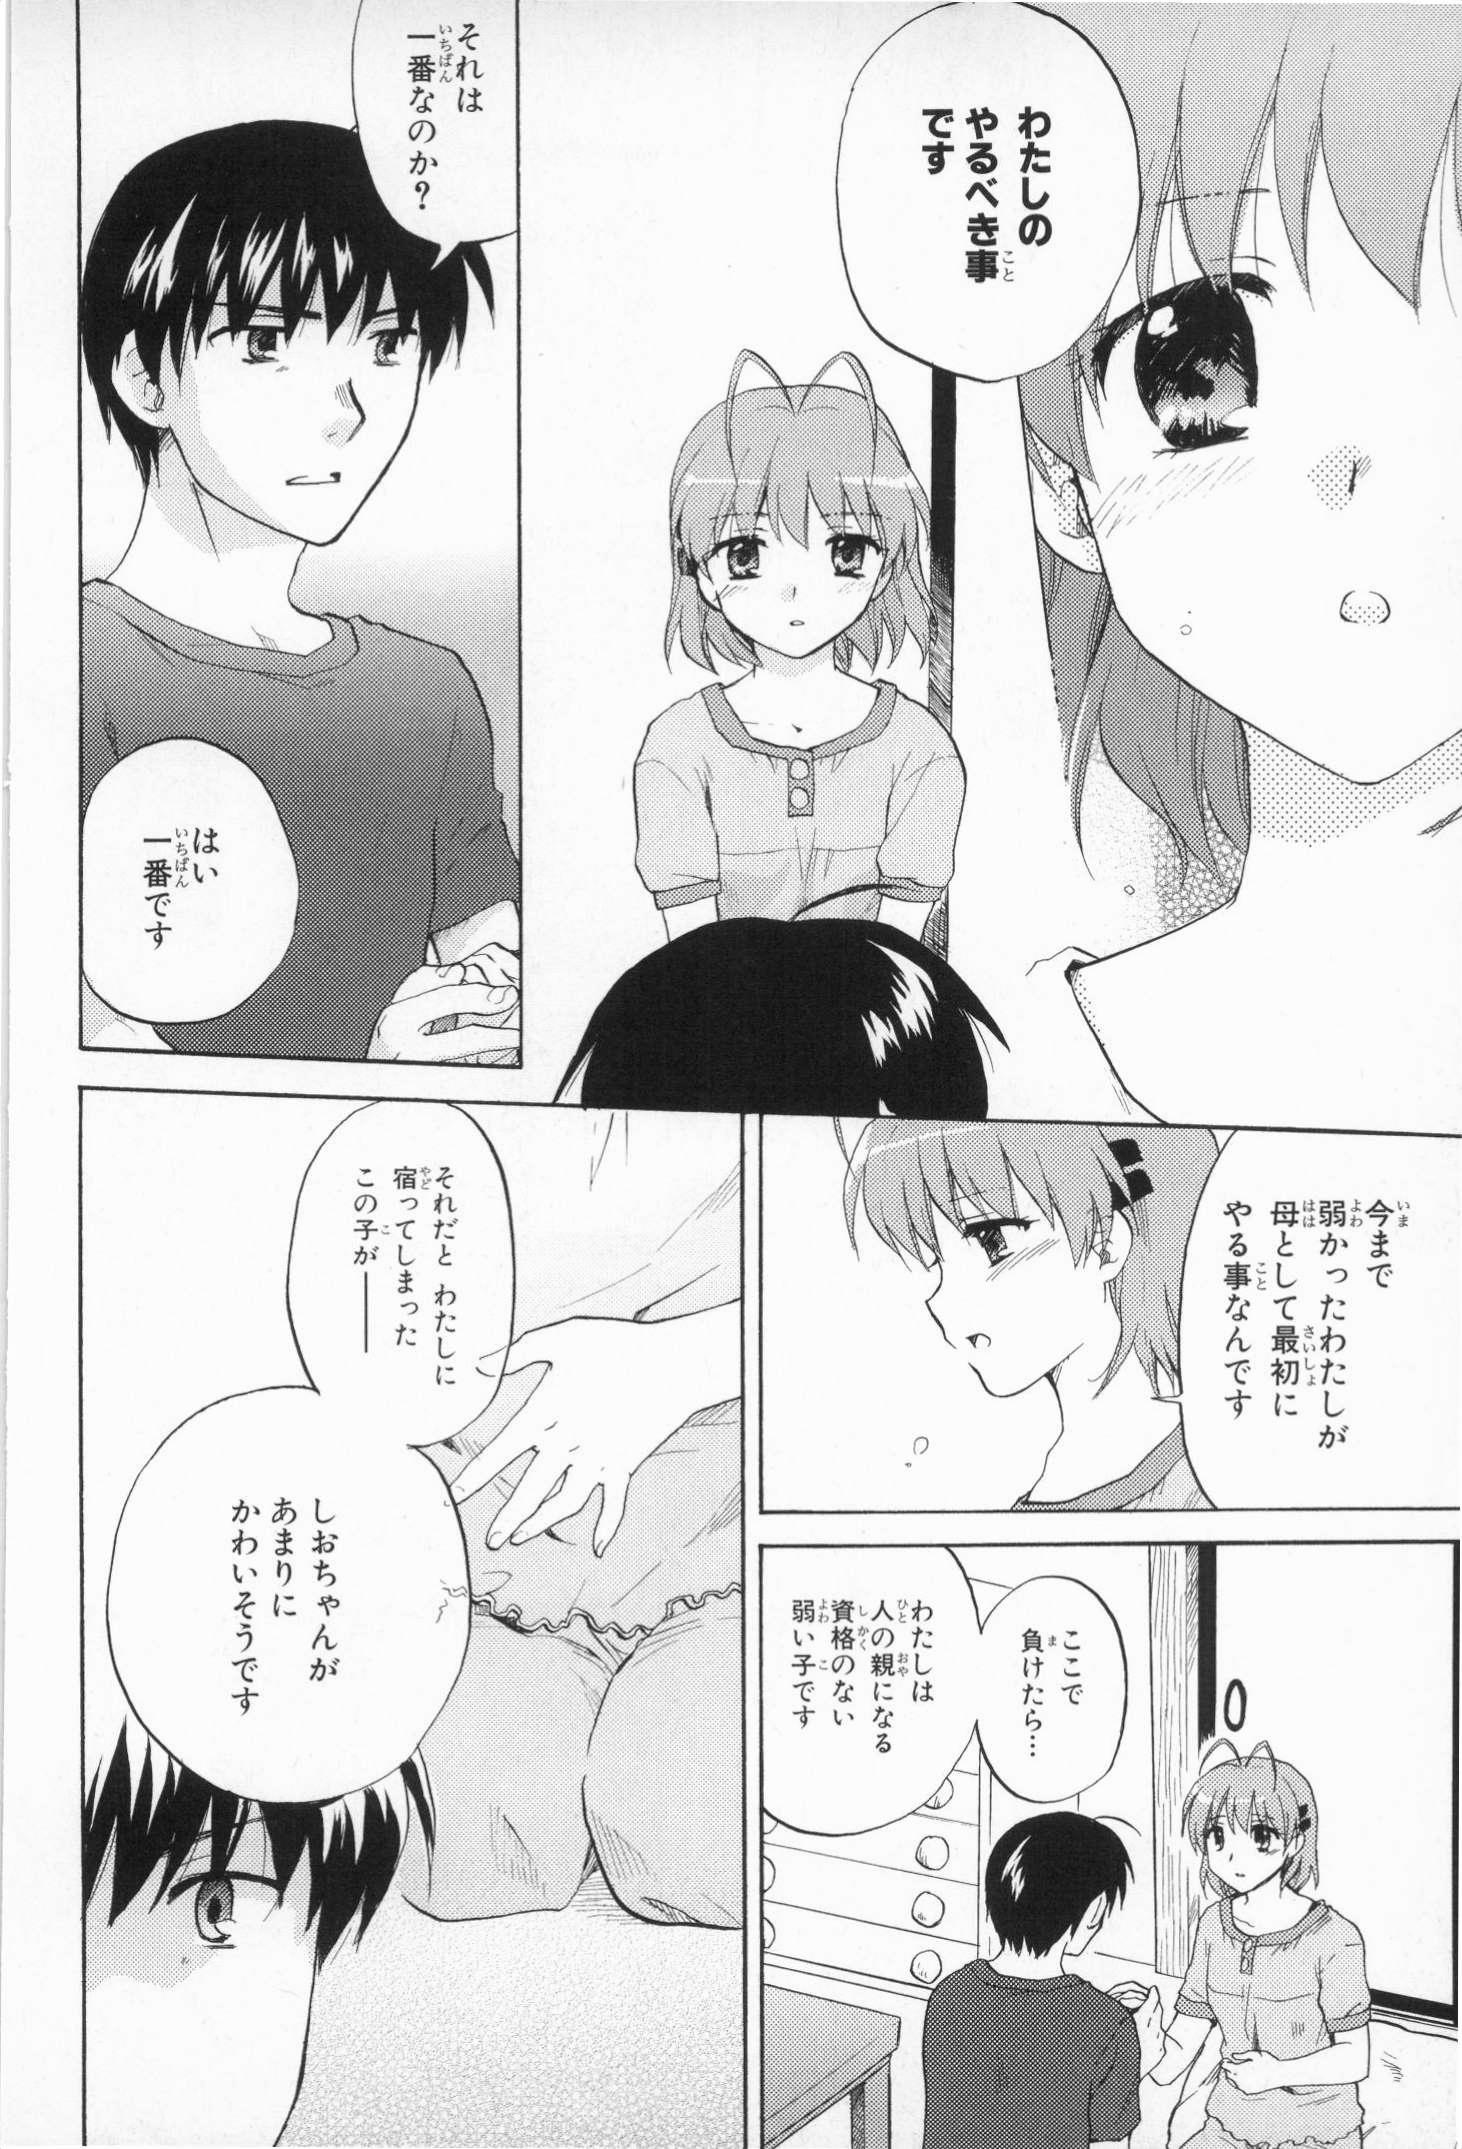 わたしの
やるべき事
です
それは
一番なのか?
はい
一番です
今まで
弱かったわたしが
母として最初に
やる事なんです
ここで
負けたら…
わたしは
人の親になる
資格のない
弱い子です
それだと わたしに
宿ってしまった
この子が――
しおちゃんが
あまりに
かわいそうです